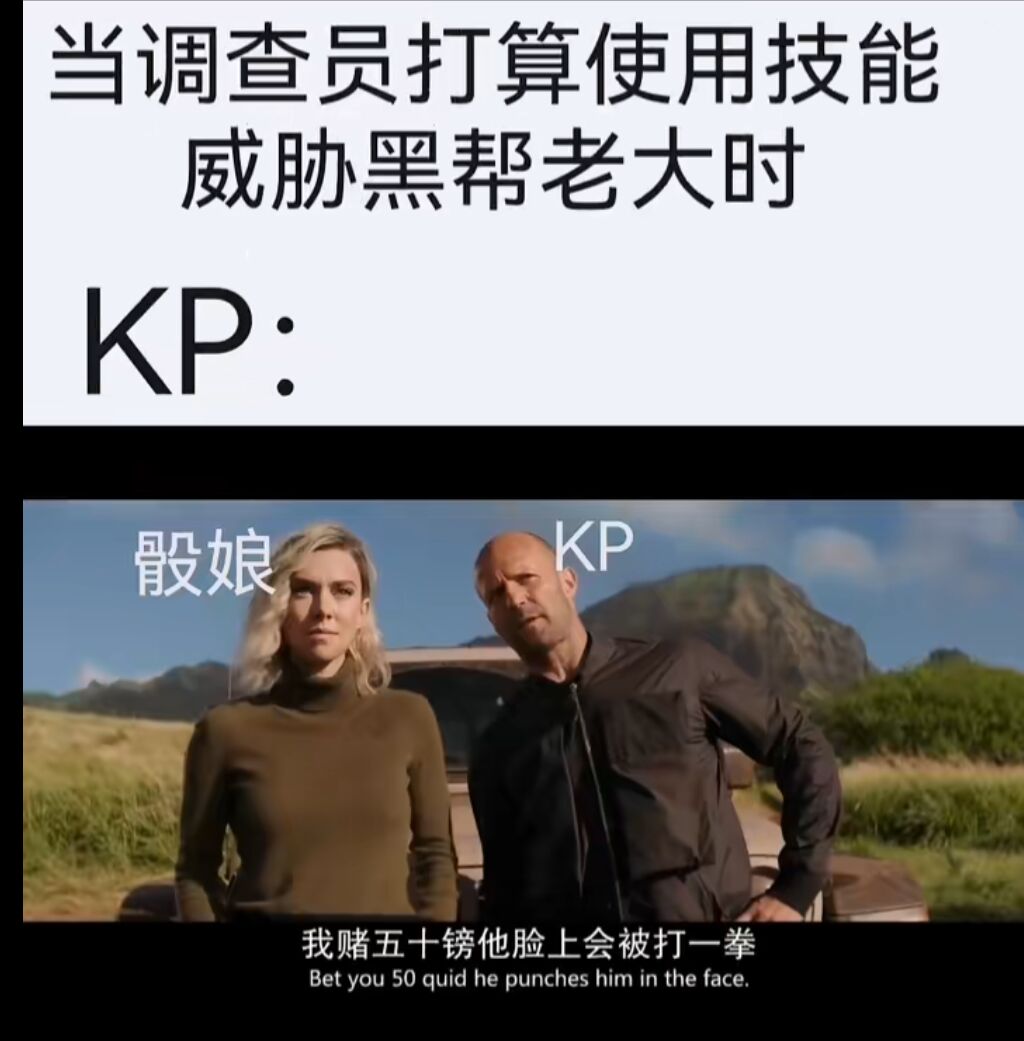 当调查员打算使用技能
威胁黑帮老大时
KP：
骰娘
KP
我赌五十镑他脸上会被打一拳
Bet you 50 quid he punches him in the face.